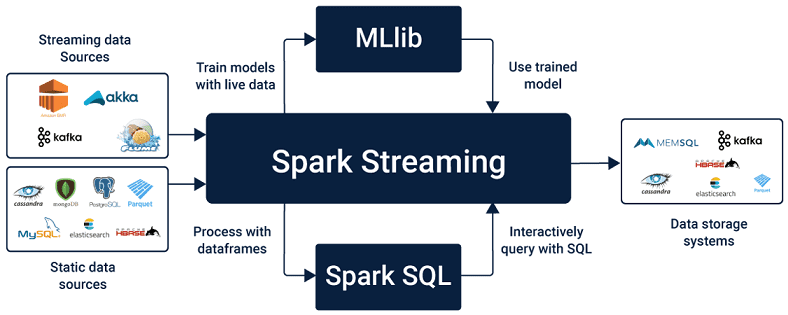 Streaming data
Sources
akka
kafka
FLUME
cassandra
mongoDB
PostgreSQL
Parquet
MySQL
elasticsearch
HBASE
Static data
sources
Train models
with live data
MLlib
Use trained
model
Spark Streaming
Process with
dataframes
Spark SQL
Interactively
query with SQL
MEMSQL
kafka
HBASE
cassandra
elasticsearch
Parquet
Data storage
systems